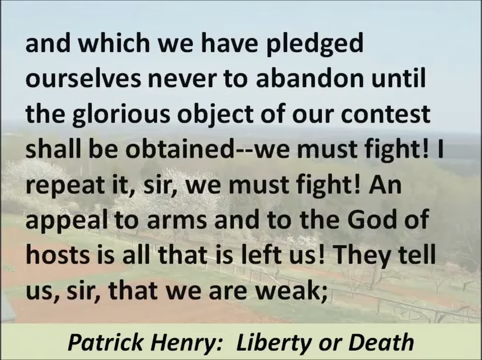 and which we have pledged
ourselves never to abandon until
the glorious object of our contest
shall be obtained--we must fight! I
repeat it, sir, we must fight! An
appeal to arms and to the God of
hosts is all that is left us! They tell
us, sir, that we are weak;
Patrick Henry:  Liberty or Death